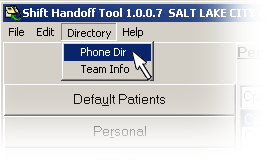 Shift Handoff Tool 1.0.0.7 SALT LAKE CITY
File Edit Directory Help
Phone Dir
Team Info
Default Patients
Personal